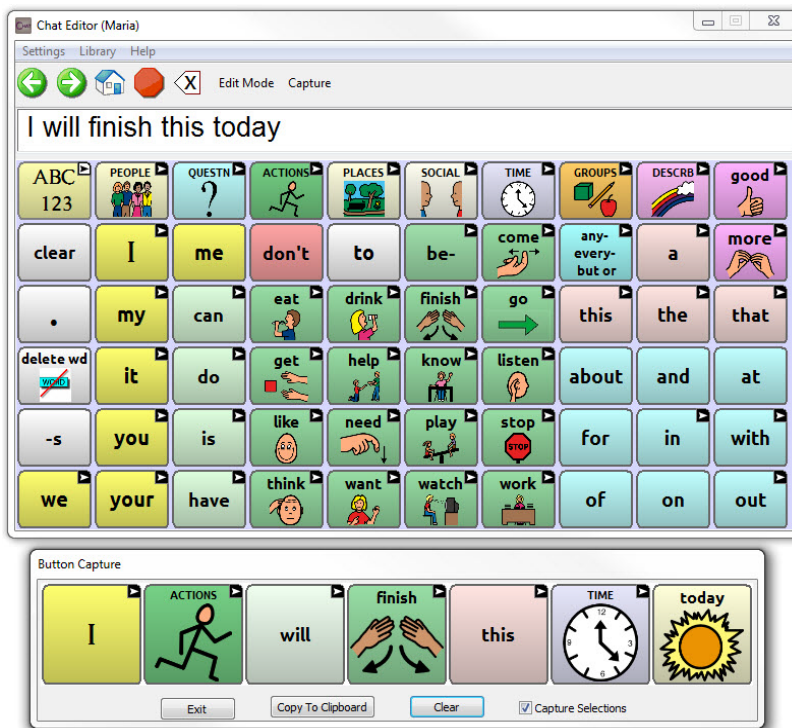 Chat Editor (Maria)
Settings Library Help
X Edit Mode Capture
I will finish this today
ABC 123 PEOPLE QUESTN ? ACTIONS PLACES SOCIAL TIME GROUPS DESCRB good
clear I me don't to be- come any- every- but or a more
. my can eat drink finish go this the that
delete wd WORD it do get help know listen about and at
-s you is like need play stop STOP for in with
we your have think want watch work of on out
Button Capture
I ACTIONS will finish this TIME 12 3 6 9 today
Exit Copy To Clipboard Clear Capture Selections